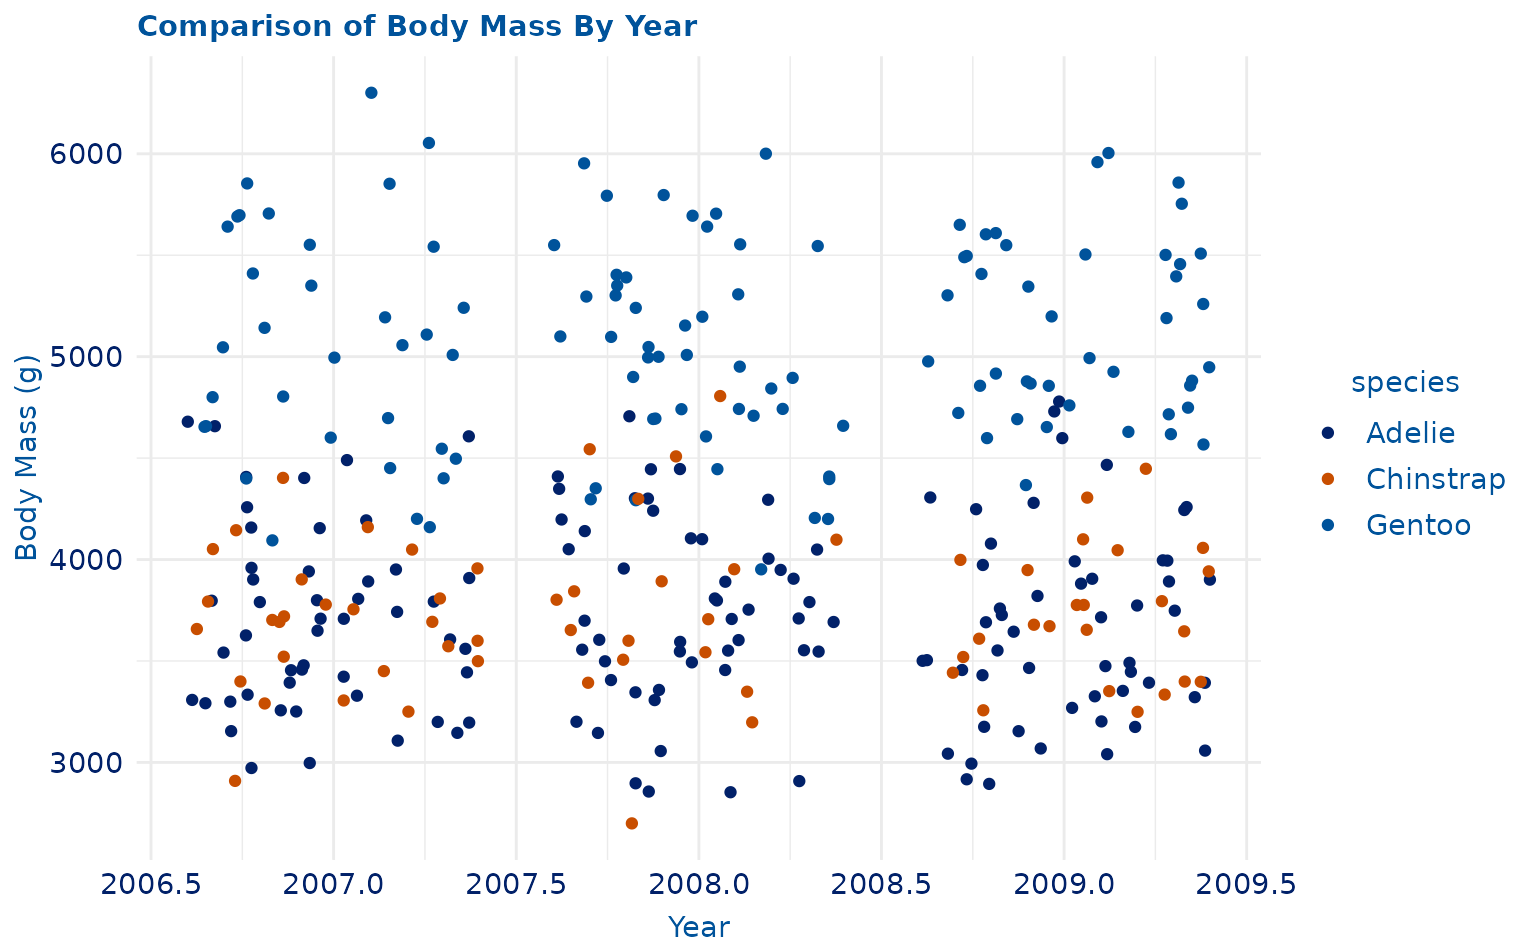 Comparison of Body Mass By Year
Body Mass (g)
6000
5000
4000
3000
2006.5 2007.0 2007.5 2008.0 2008.5 2009.0 2009.5
Year
species
Adelie
Chinstrap
Gentoo